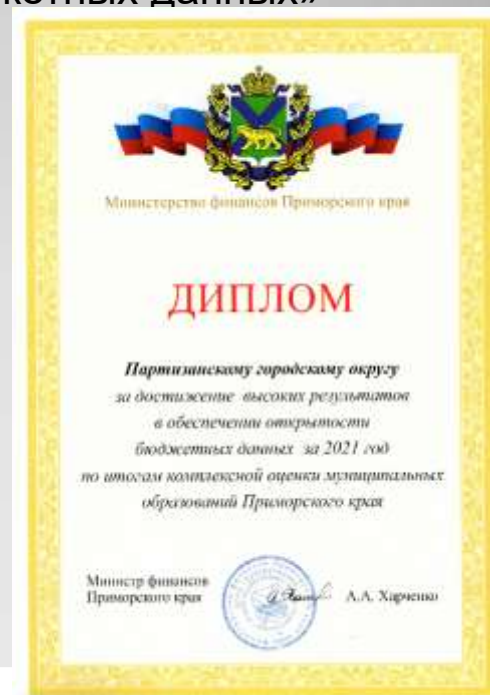 данных»
Министерство финансов Приморского края
ДИПЛОМ
Партизанскому городскому округу
за достижение высоких результатов
в обеспечении открытости
бюджетных данных за 2021 год
по итогам комплексной оценки муниципальных
образований Приморского края
Министр финансов
Приморского края
А.А. Харченко